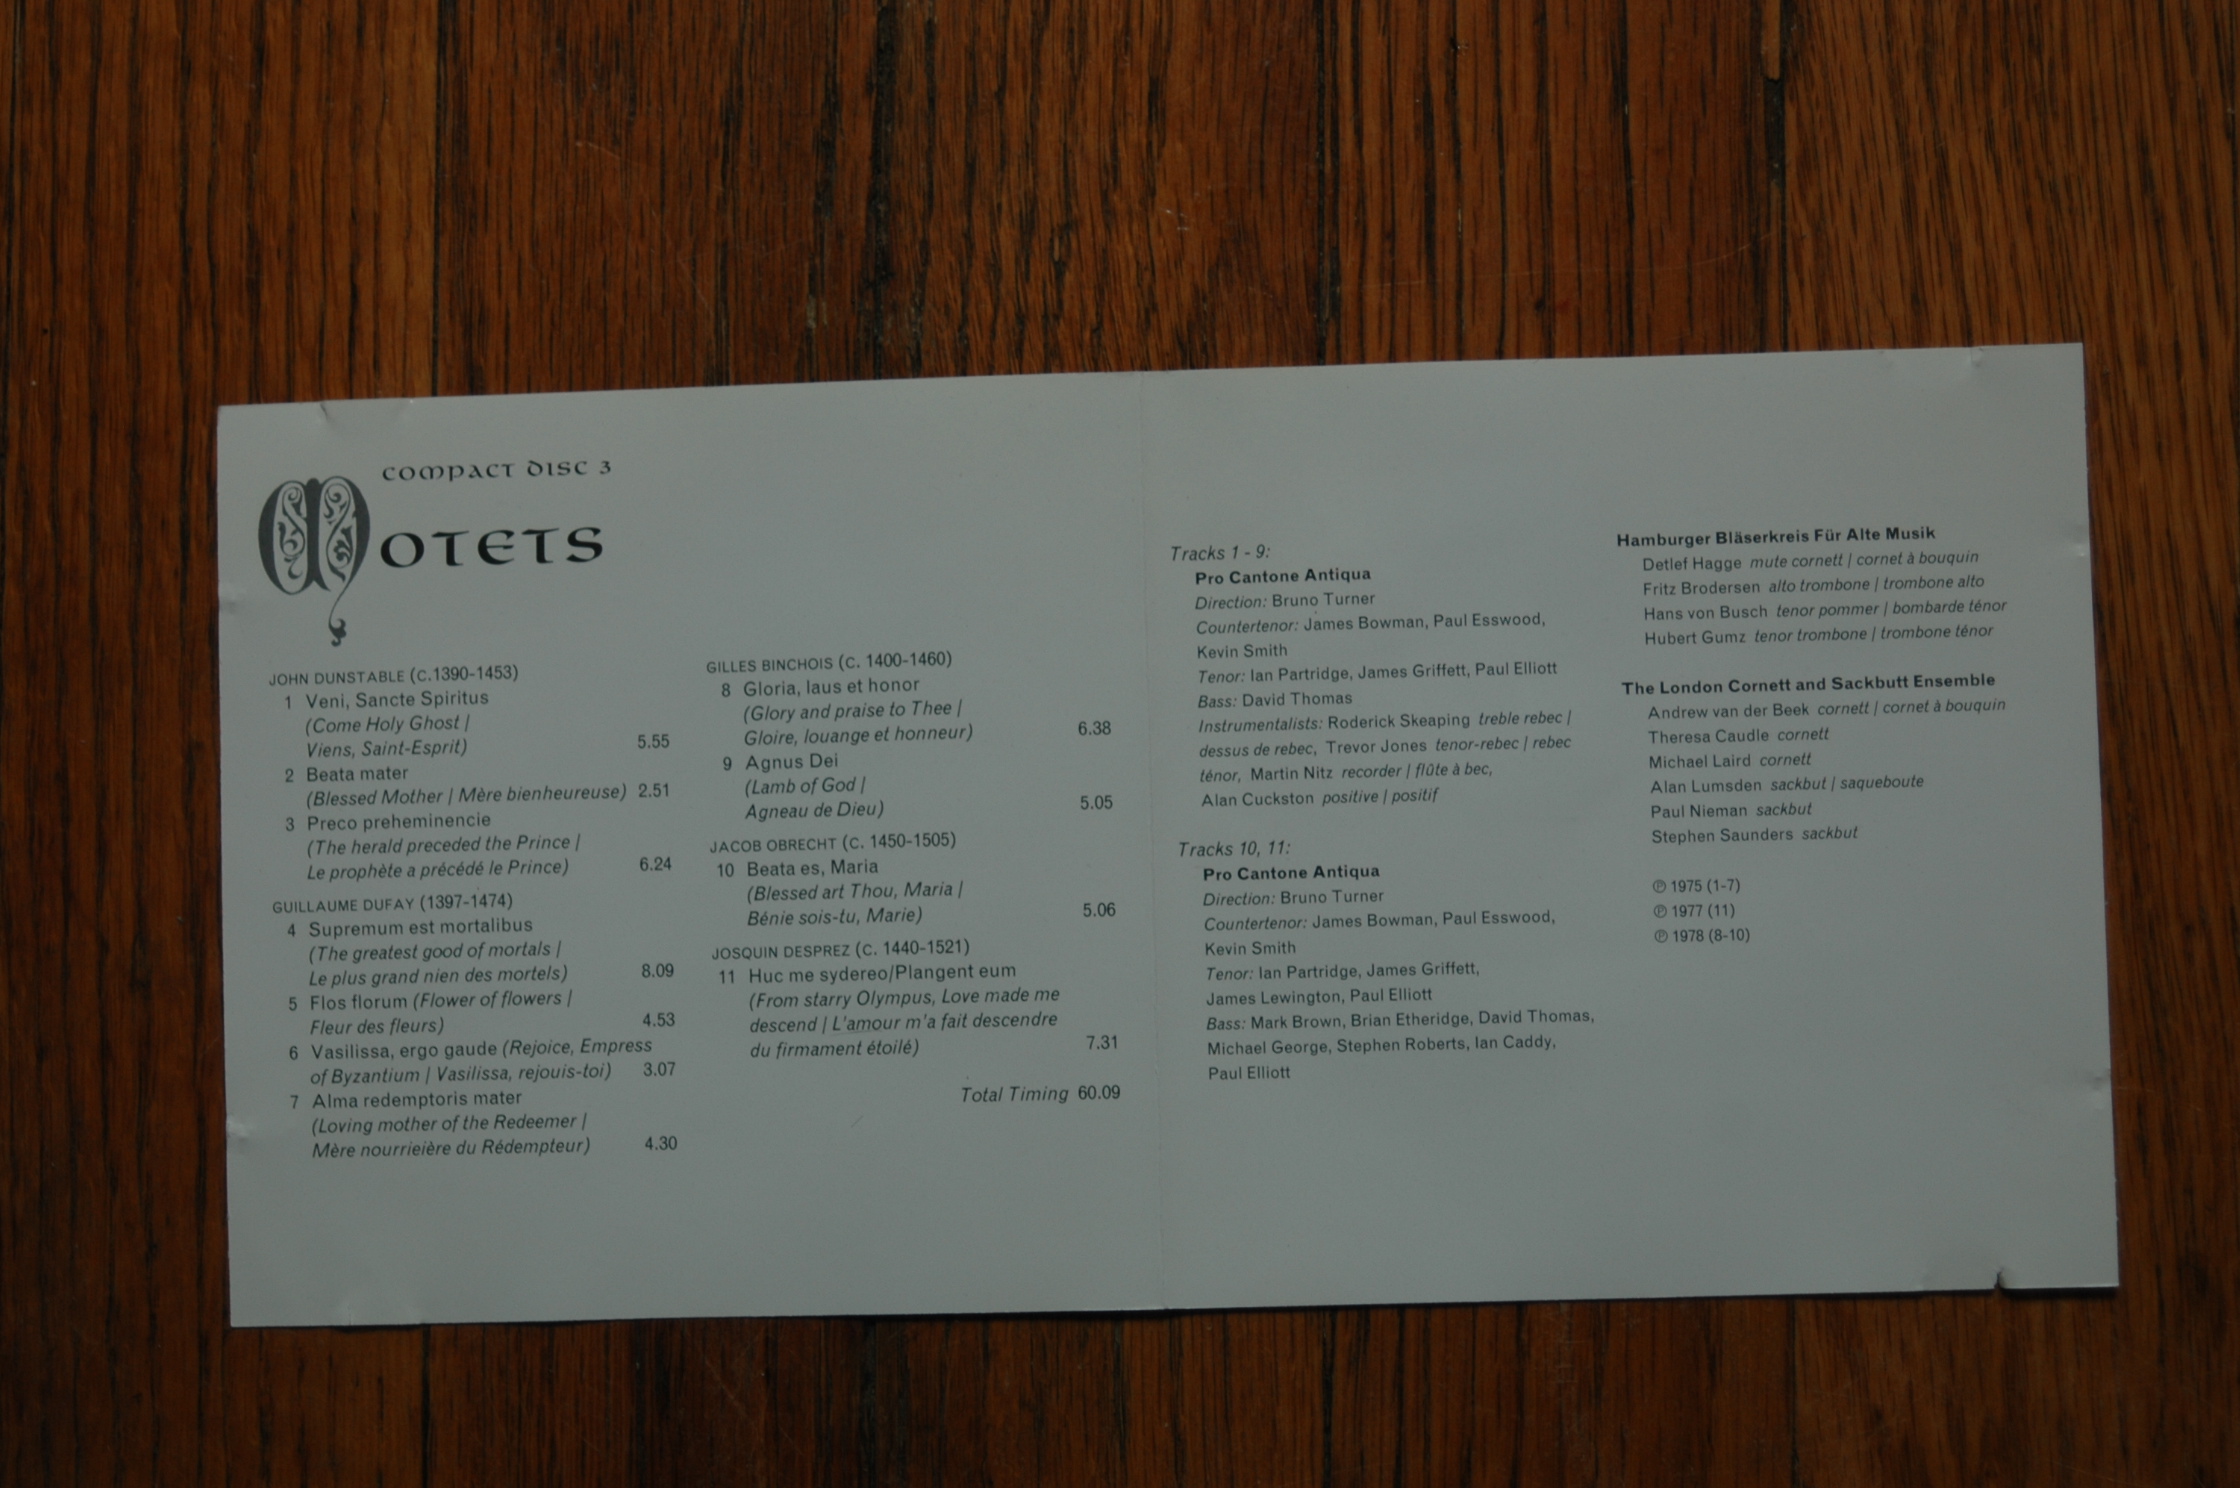 COMPACT DISC 3
MOTETS
JOHN DUNSTABLE (c.1390-1453)
1 Veni, Sancte Spiritus
(Come Holy Ghost |
Viens, Saint-Esprit) 5.55
2 Beata mater
(Blessed Mother | Mère bienheureuse) 2.51
3 Preco preheminencie
(The herald preceded the Prince |
Le prophète a précédé le Prince) 6.24
GUILLAUME DUFAY (1397-1474)
4 Supremum est mortalibus
(The greatest good of mortals |
Le plus grand nien des mortels) 8.09
5 Flos florum (Flower of flowers |
Fleur des fleurs) 4.53
6 Vasilissa, ergo gaude (Rejoice, Empress
of Byzantium | Vasilissa, rejouis-toi) 3.07
7 Alma redemptoris mater
(Loving mother of the Redeemer |
Mère nourrieière du Rédempteur) 4.30
GILLES BINCHOIS (c. 1400-1460)
8 Gloria, laus et honor
(Glory and praise to Thee |
Gloire, louange et honneur) 6.38
9 Agnus Dei
(Lamb of God |
Agneau de Dieu) 5.05
JACOB OBRECHT (c. 1450-1505)
10 Beata es, Maria
(Blessed art Thou, Maria |
Bénie sois-tu, Marie) 5.06
JOSQUIN DESPREZ (c. 1440-1521)
11 Huc me sydereo/Plangent eum
(From starry Olympus, Love made me
descend | L'amour m'a fait descendre
du firmament étoilé) 7.31
Total Timing 60.09
Tracks 1 - 9:
Pro Cantone Antiqua
Direction: Bruno Turner
Countertenor: James Bowman, Paul Esswood,
Kevin Smith
Tenor: Ian Partridge, James Griffett, Paul Elliott
Bass: David Thomas
Instrumentalists: Roderick Skeaping treble rebec |
dessus de rebec, Trevor Jones tenor-rebec | rebec
ténor, Martin Nitz recorder | flûte à bec,
Alan Cuckston positive | positif
Tracks 10, 11:
Pro Cantone Antiqua
Direction: Bruno Turner
Countertenor: James Bowman, Paul Esswood,
Kevin Smith
Tenor: Ian Partridge, James Griffett,
James Lewington, Paul Elliott
Bass: Mark Brown, Brian Etheridge, David Thomas,
Michael George, Stephen Roberts, Ian Caddy,
Paul Elliott
Hamburger Bläserkreis Für Alte Musik
Detlef Hagge mute cornett | cornet à bouquin
Fritz Brodersen alto trombone | trombone alto
Hans von Busch tenor pommer | bombarde ténor
Hubert Gumz tenor trombone | trombone ténor
The London Cornett and Sackbutt Ensemble
Andrew van der Beek cornett | cornet à bouquin
Theresa Caudle cornett
Michael Laird cornett
Alan Lumsden sackbut | saqueboute
Paul Nieman sackbut
Stephen Saunders sackbut
℗ 1975 (1-7)
℗ 1977 (11)
℗ 1978 (8-10)